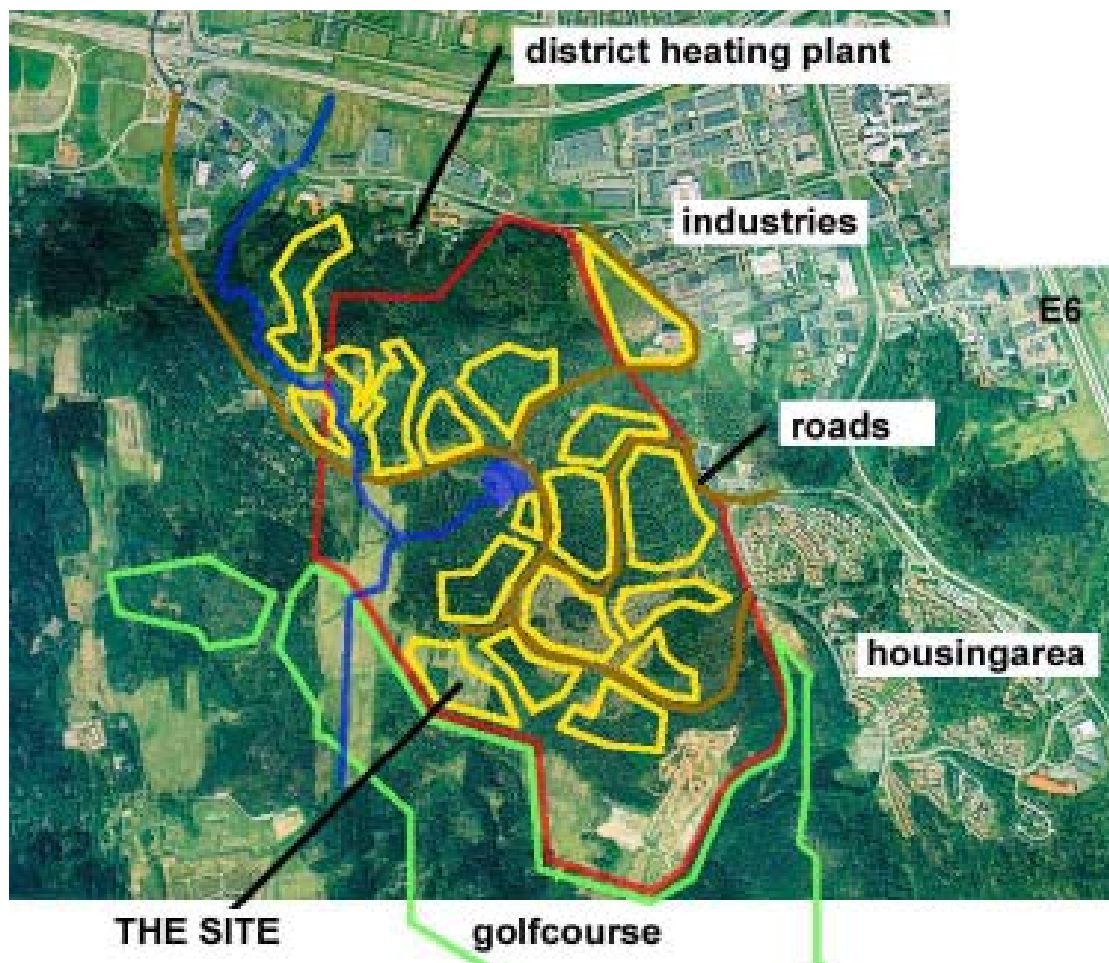 district heating plant
industries
E6
roads
housingarea
THE SITE
golfcourse